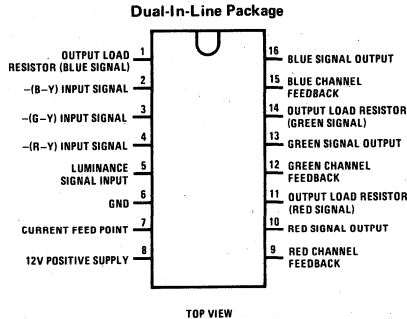 Dual-In-Line Package
OUTPUT LOAD
RESISTOR (BLUE SIGNAL)
1
–(B–Y) INPUT SIGNAL
2
–(G–Y) INPUT SIGNAL
3
–(R–Y) INPUT SIGNAL
4
LUMINANCE
SIGNAL INPUT
5
GND
6
CURRENT FEED POINT
7
12V POSITIVE SUPPLY
8
16
BLUE SIGNAL OUTPUT
15
BLUE CHANNEL
FEEDBACK
14
OUTPUT LOAD RESISTOR
(GREEN SIGNAL)
13
GREEN SIGNAL OUTPUT
12
GREEN CHANNEL
FEEDBACK
11
OUTPUT LOAD RESISTOR
(RED SIGNAL)
10
RED SIGNAL OUTPUT
9
RED CHANNEL
FEEDBACK
TOP VIEW